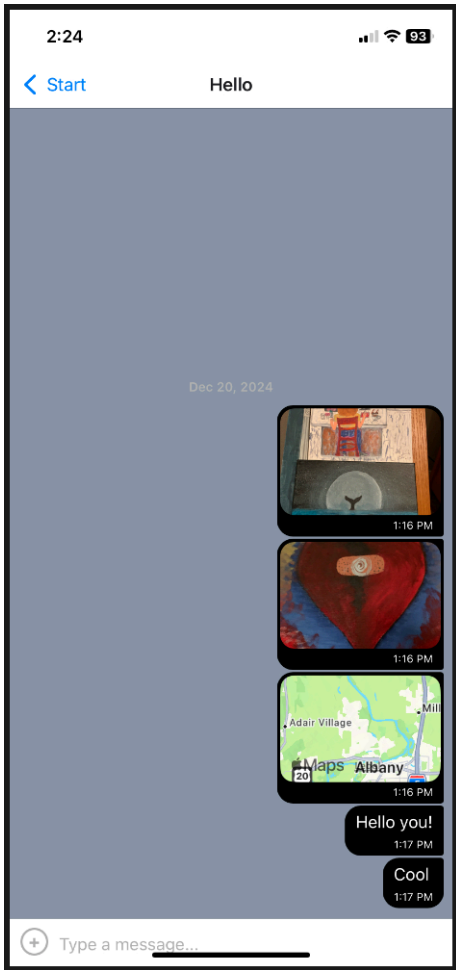 2:24
93
Start
Hello
Dec 20, 2024
1:16 PM
1:16 PM
Adair Village
Mill
Maps
Albany
20
1:16 PM
Hello you!
1:17 PM
Cool
1:17 PM
Type a message...